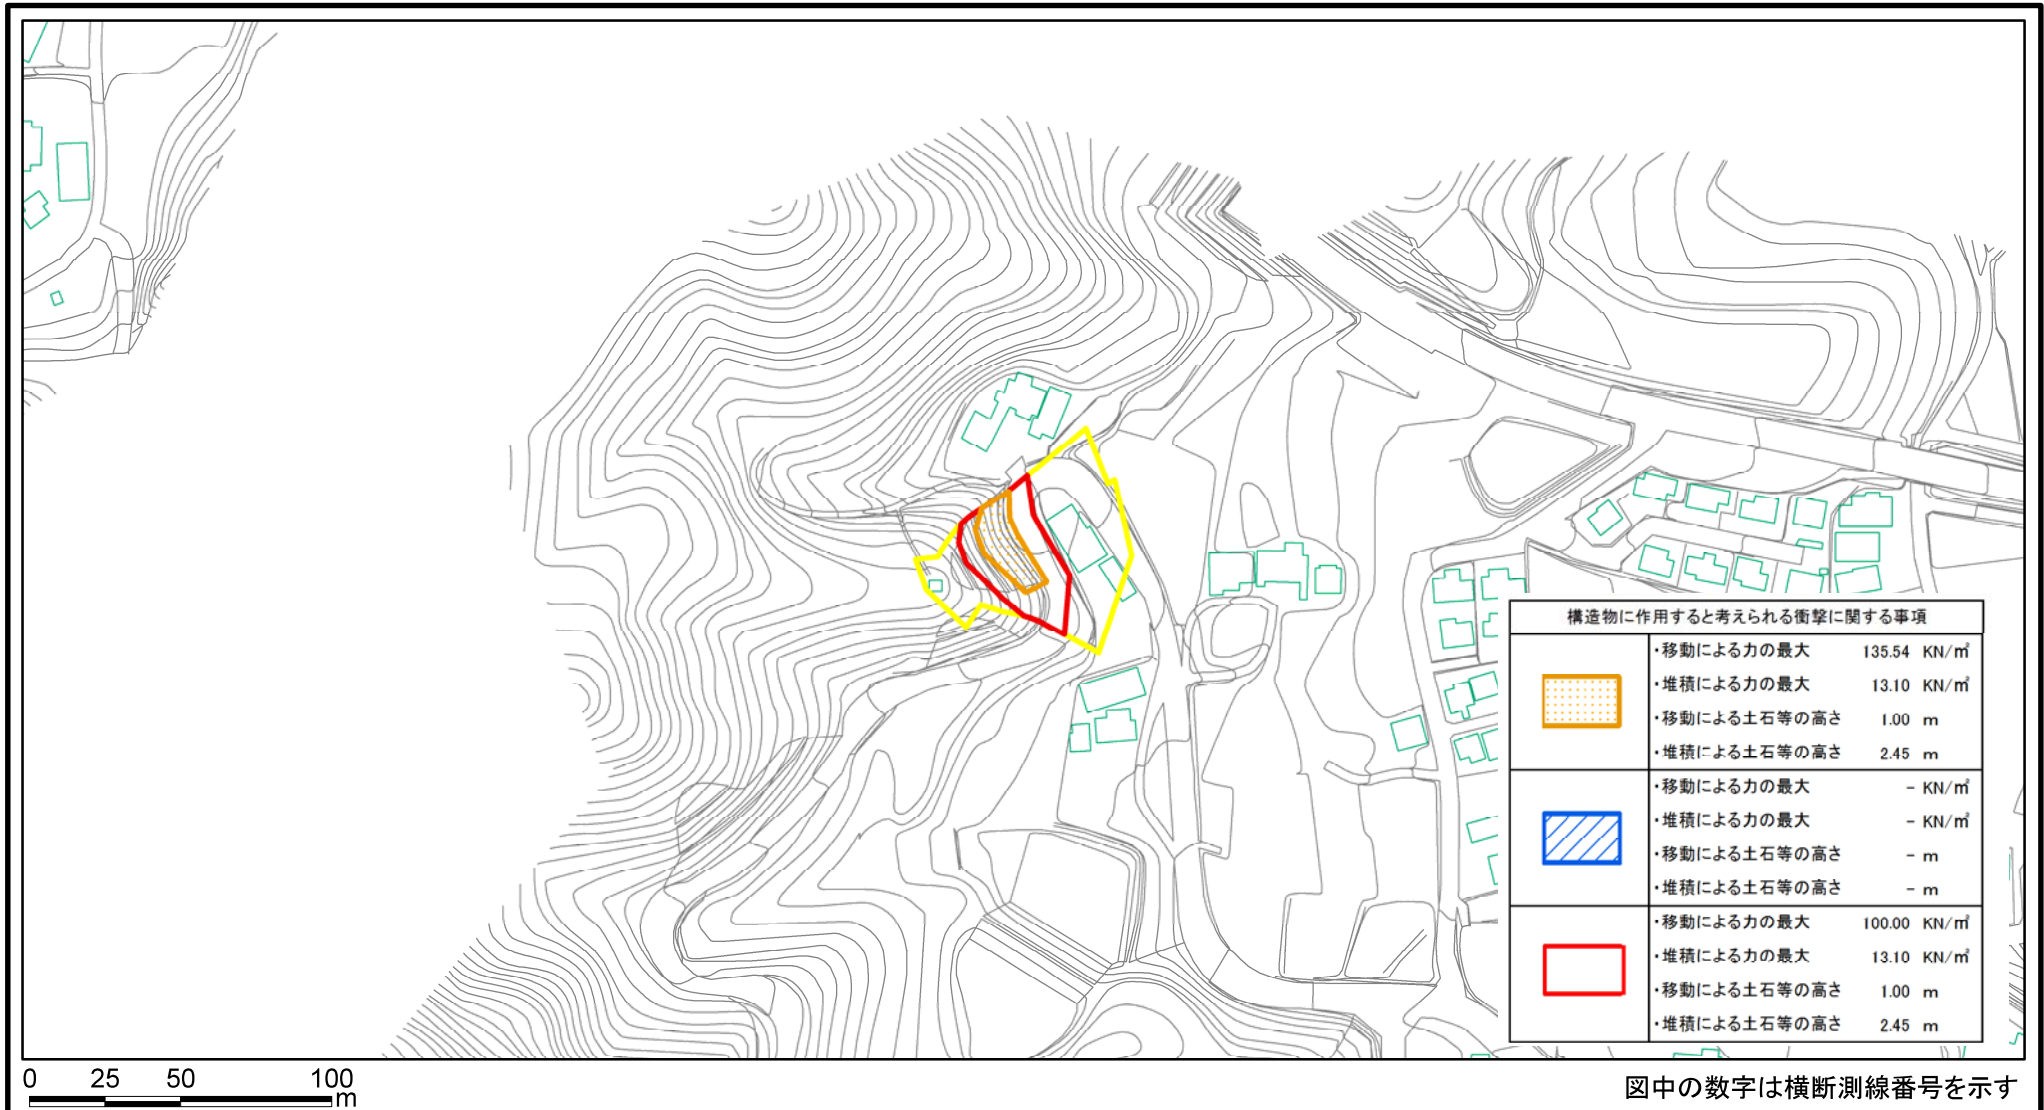 構造物に作用すると考えられる衝撃に関する事項
・移動による力の最大 135.54 KN/㎡
・堆積による力の最大 13.10 KN/㎡
・移動による土石等の高さ 1.00 m
・堆積による土石等の高さ 2.45 m
・移動による力の最大 - KN/㎡
・堆積による力の最大 - KN/㎡
・移動による土石等の高さ - m
・堆積による土石等の高さ - m
・移動による力の最大 100.00 KN/㎡
・堆積による力の最大 13.10 KN/㎡
・移動による土石等の高さ 1.00 m
・堆積による土石等の高さ 2.45 m
0 25 50 100
m
図中の数字は横断測線番号を示す